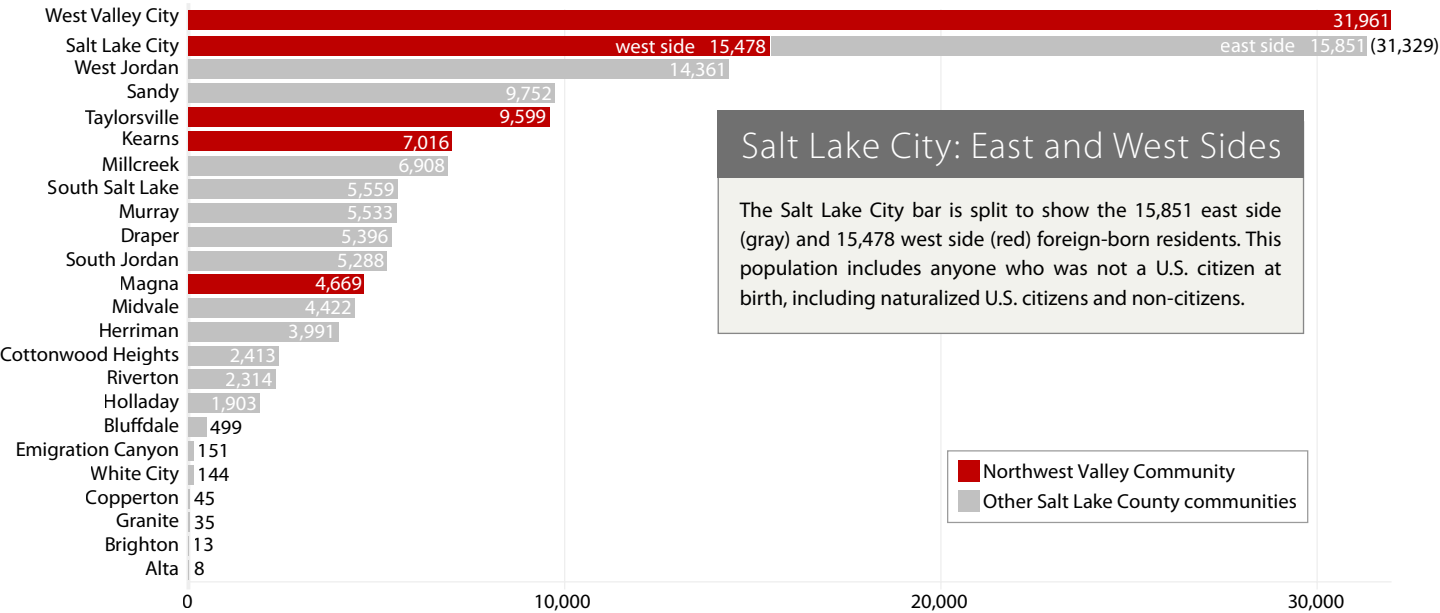 West Valley City 31,961
Salt Lake City west side 15,478 east side 15,851 (31,329)
West Jordan 14,361
Sandy 9,752
Taylorsville 9,599
Kearns 7,016
Millcreek 6,908
South Salt Lake 5,559
Murray 5,533
Draper 5,396
South Jordan 5,288
Magna 4,669
Midvale 4,422
Herriman 3,991
Cottonwood Heights 2,413
Riverton 2,314
Holladay 1,903
Bluffdale 499
Emigration Canyon 151
White City 144
Copperton 45
Granite 35
Brighton 13
Alta 8
0 10,000 20,000 30,000
Salt Lake City: East and West Sides
The Salt Lake City bar is split to show the 15,851 east side
(gray) and 15,478 west side (red) foreign-born residents. This
population includes anyone who was not a U.S. citizen at
birth, including naturalized U.S. citizens and non-citizens.
Northwest Valley Community
Other Salt Lake County communities